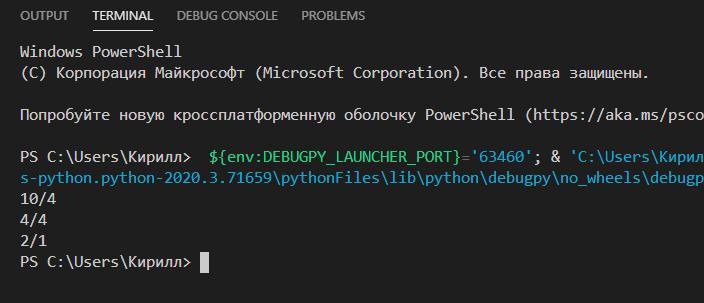 OUTPUT TERMINAL DEBUG CONSOLE PROBLEMS
Windows PowerShell
(C) Корпорация Майкрософт (Microsoft Corporation). Все права защищены.
Попробуйте новую кроссплатформенную оболочку PowerShell (https://aka.ms/psco
PS C:\Users\Кирилл>  ${env:DEBUGPY_LAUNCHER_PORT}='63460'; & 'C:\Users\Кирил
s-python.python-2020.3.71659\pythonFiles\lib\python\debugpy\no_wheels\debugp
10/4
4/4
2/1
PS C:\Users\Кирилл>